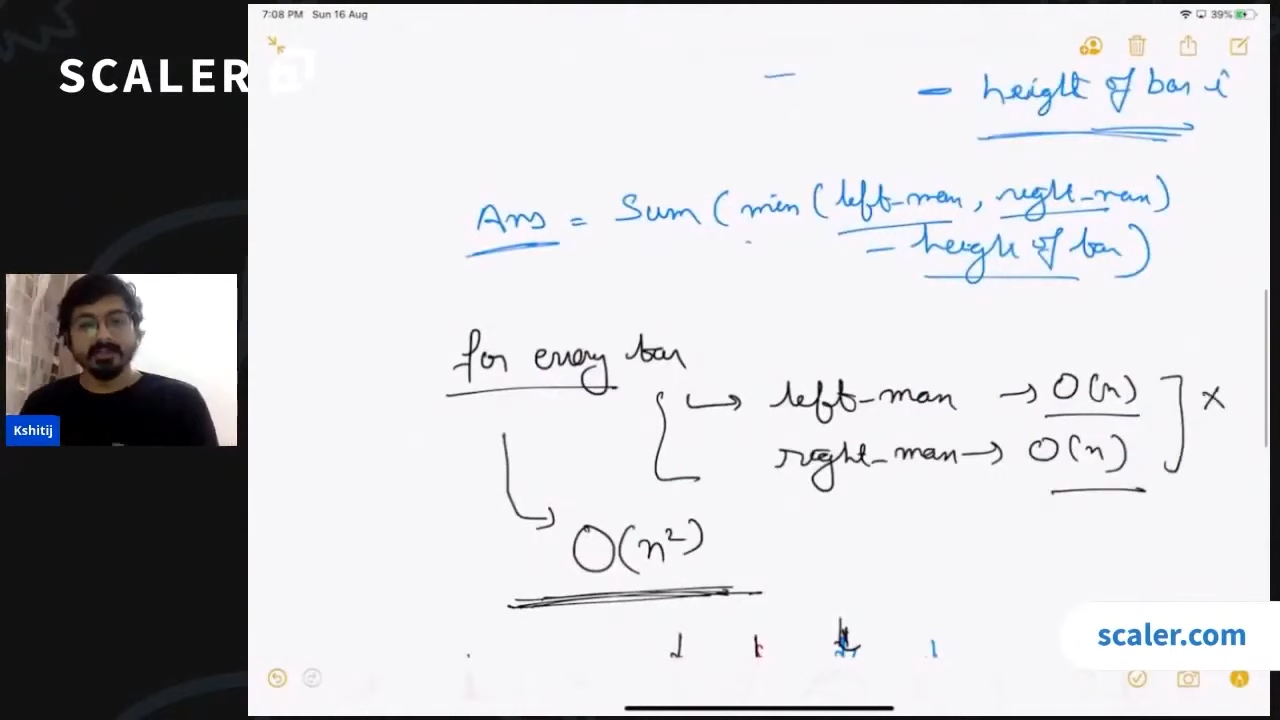 7:08 PM Sun 16 Aug
39%
SCALER
- height of bar i
Ans = Sum (min (left-max, right-max)
- height of bar)
for every bar
left-max → O(n)
right-max → O(n)
x
O(n²)
Kshitij
scaler.com